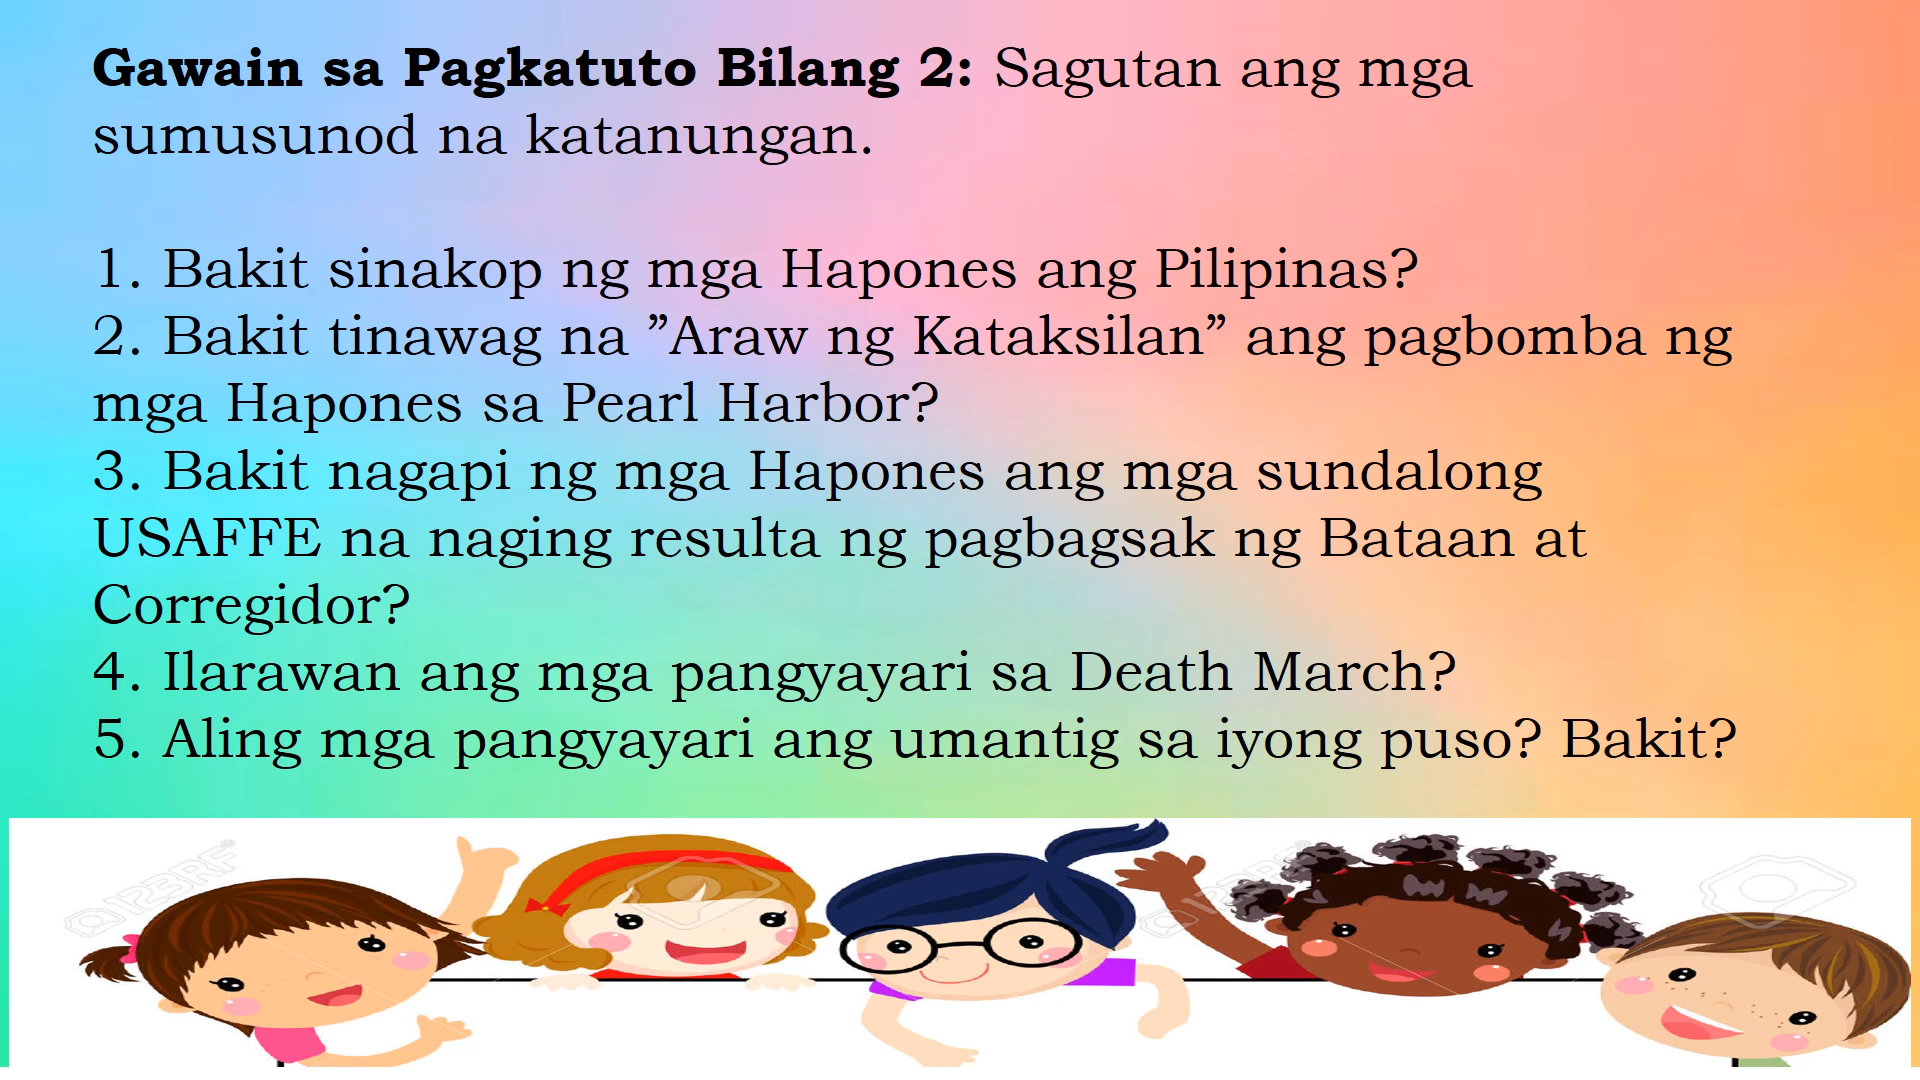 Gawain sa Pagkatuto Bilang 2: Sagutan ang mga
sumusunod na katanungan.
1. Bakit sinakop ng mga Hapones ang Pilipinas?
2. Bakit tinawag na ”Araw ng Kataksilan” ang pagbomba ng
mga Hapones sa Pearl Harbor?
3. Bakit nagapi ng mga Hapones ang mga sundalong
USAFFE na naging resulta ng pagbagsak ng Bataan at
Corregidor?
4. Ilarawan ang mga pangyayari sa Death March?
5. Aling mga pangyayari ang umantig sa iyong puso? Bakit?
123RF®
123RF